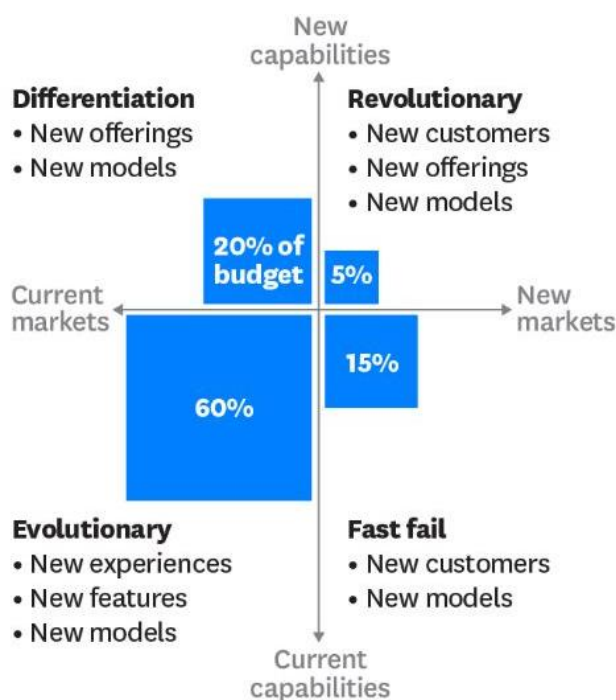 New
capabilities
Differentiation
• New offerings
• New models
Revolutionary
• New customers
• New offerings
• New models
20% of
budget
5%
Current
markets
New
markets
60%
15%
Evolutionary
• New experiences
• New features
• New models
Fast fail
• New customers
• New models
Current
capabilities